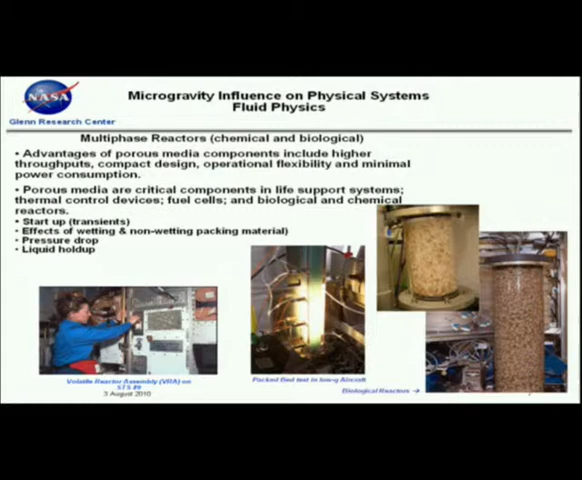 NASA
Glenn Research Center
Microgravity Influence on Physical Systems
Fluid Physics
Multiphase Reactors (chemical and biological)
• Advantages of porous media components include higher
throughputs, compact design, operational flexibility and minimal
power consumption.
• Porous media are critical components in life support systems;
thermal control devices; fuel cells; and biological and chemical
reactors.
• Start up (transients)
• Effects of wetting & non-wetting packing material)
• Pressure drop
• Liquid holdup
Volatile Reactor Assembly (VRA) on
STS 89
3 August 2010
Packed Bed test in low-g Aircraft
Biological Reactors →